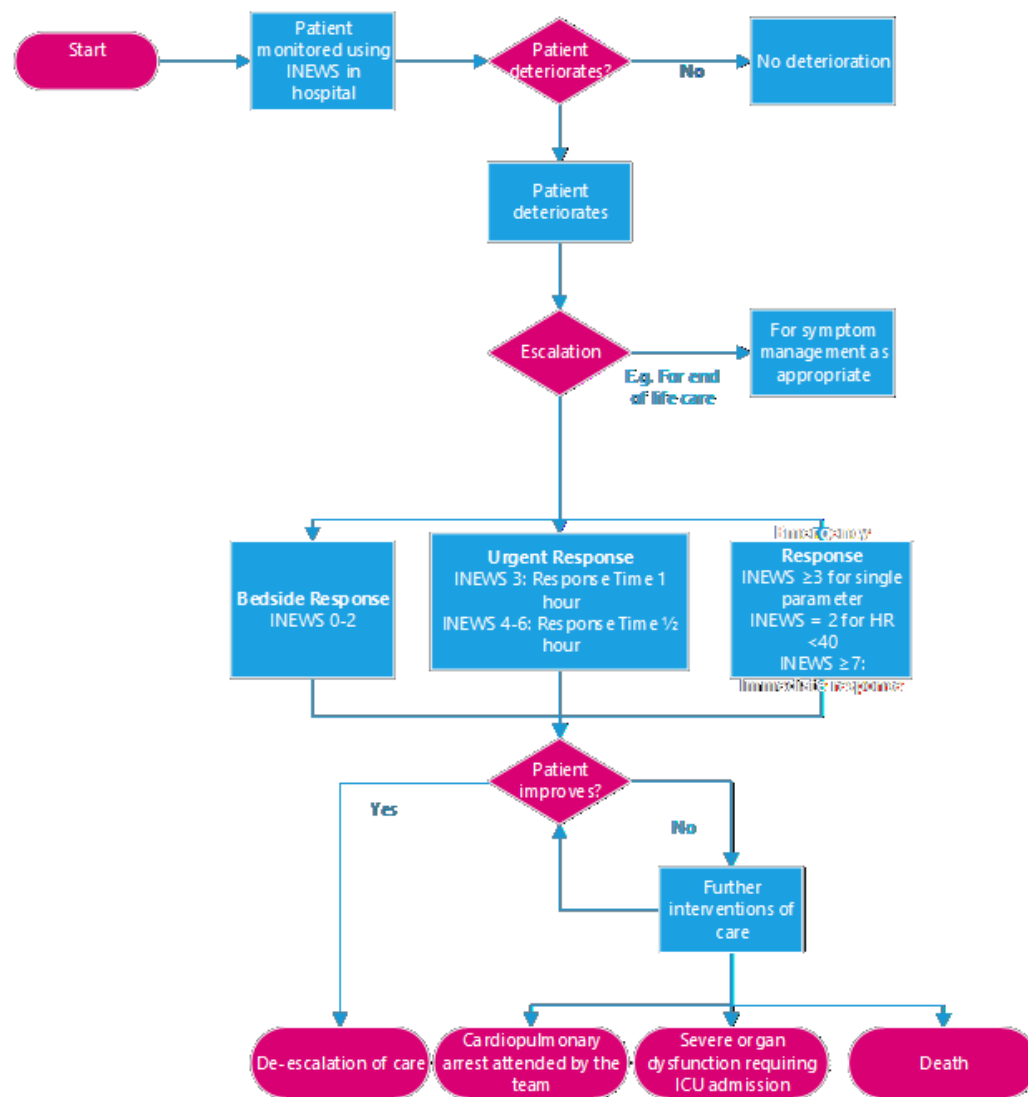 Start
Patient
monitored using
INEWS in
hospital
Patient
deteriorates?
No
No deterioration
Patient
deteriorates
Escalation
E.g. For end
of life care
For symptom
management as
appropriate
Bedside Response
INEWS 0-2
Urgent Response
INEWS 3: Response Time 1
hour
INEWS 4-6: Response Time ½
hour
Emergency
Response
INEWS ≥3 for single
parameter
INEWS = 2 for HR
<40
INEWS ≥7:
Immediate response
Patient
improves?
Yes
No
Further
interventions of
care
De-escalation of care
Cardiopulmonary
arrest attended by the
team
Severe organ
dysfunction requiring
ICU admission
Death